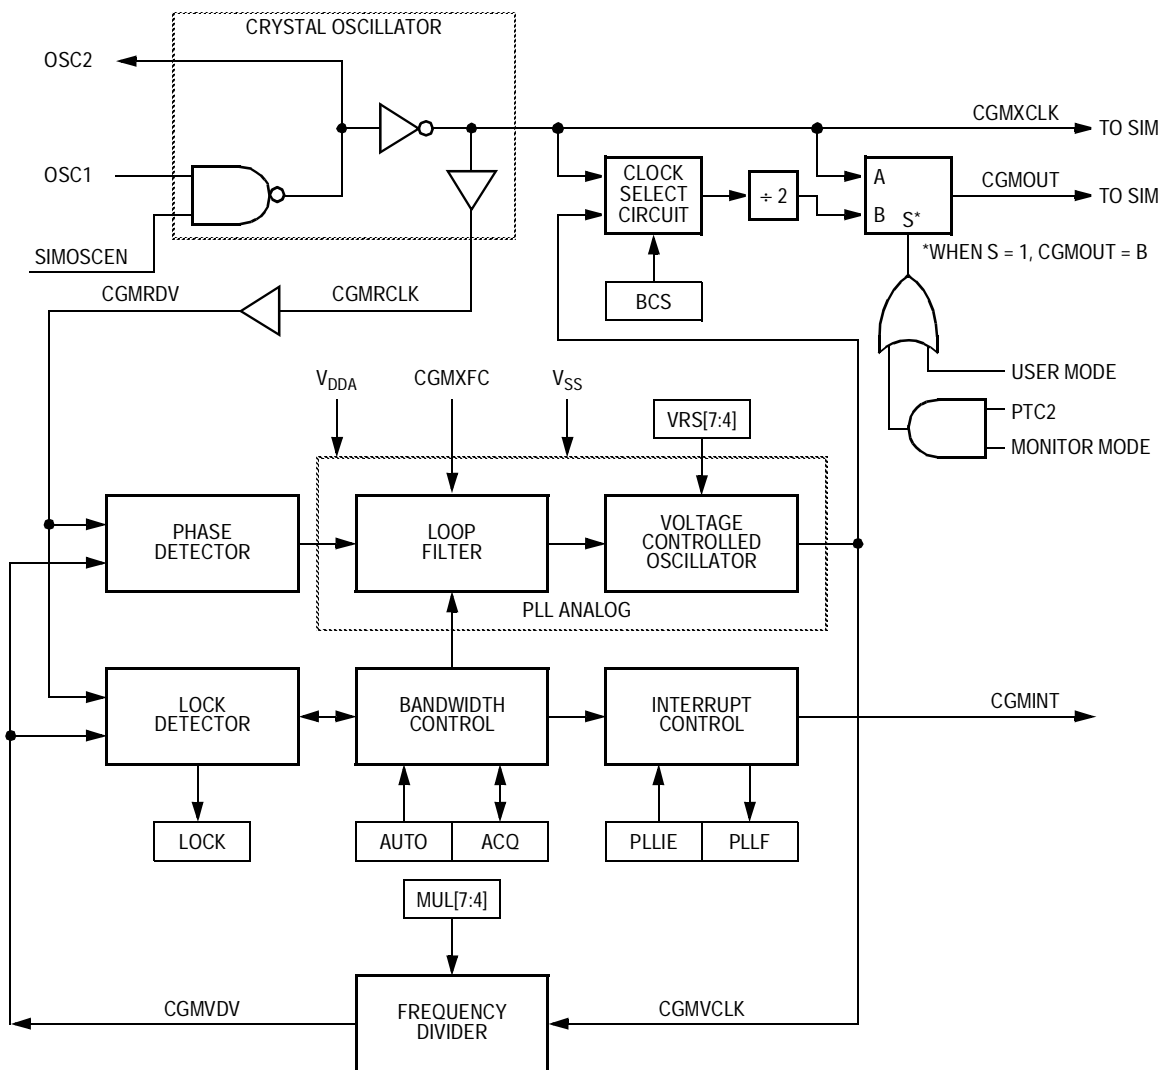 CRYSTAL OSCILLATOR
OSC2
CGMXCLK
TO SIM
OSC1
CLOCK
SELECT
CIRCUIT
÷ 2
A
B
S*
CGMOUT
TO SIM
*WHEN S = 1, CGMOUT = B
SIMOSCEN
CGMRDV
CGMRCLK
BCS
VDDA
CGMXFC
VSS
VRS[7:4]
USER MODE
PTC2
MONITOR MODE
PHASE
DETECTOR
LOOP
FILTER
VOLTAGE
CONTROLLED
OSCILLATOR
PLL ANALOG
LOCK
DETECTOR
BANDWIDTH
CONTROL
INTERRUPT
CONTROL
CGMINT
LOCK
AUTO
ACQ
PLLIE
PLLF
MUL[7:4]
CGMVDV
FREQUENCY
DIVIDER
CGMVCLK